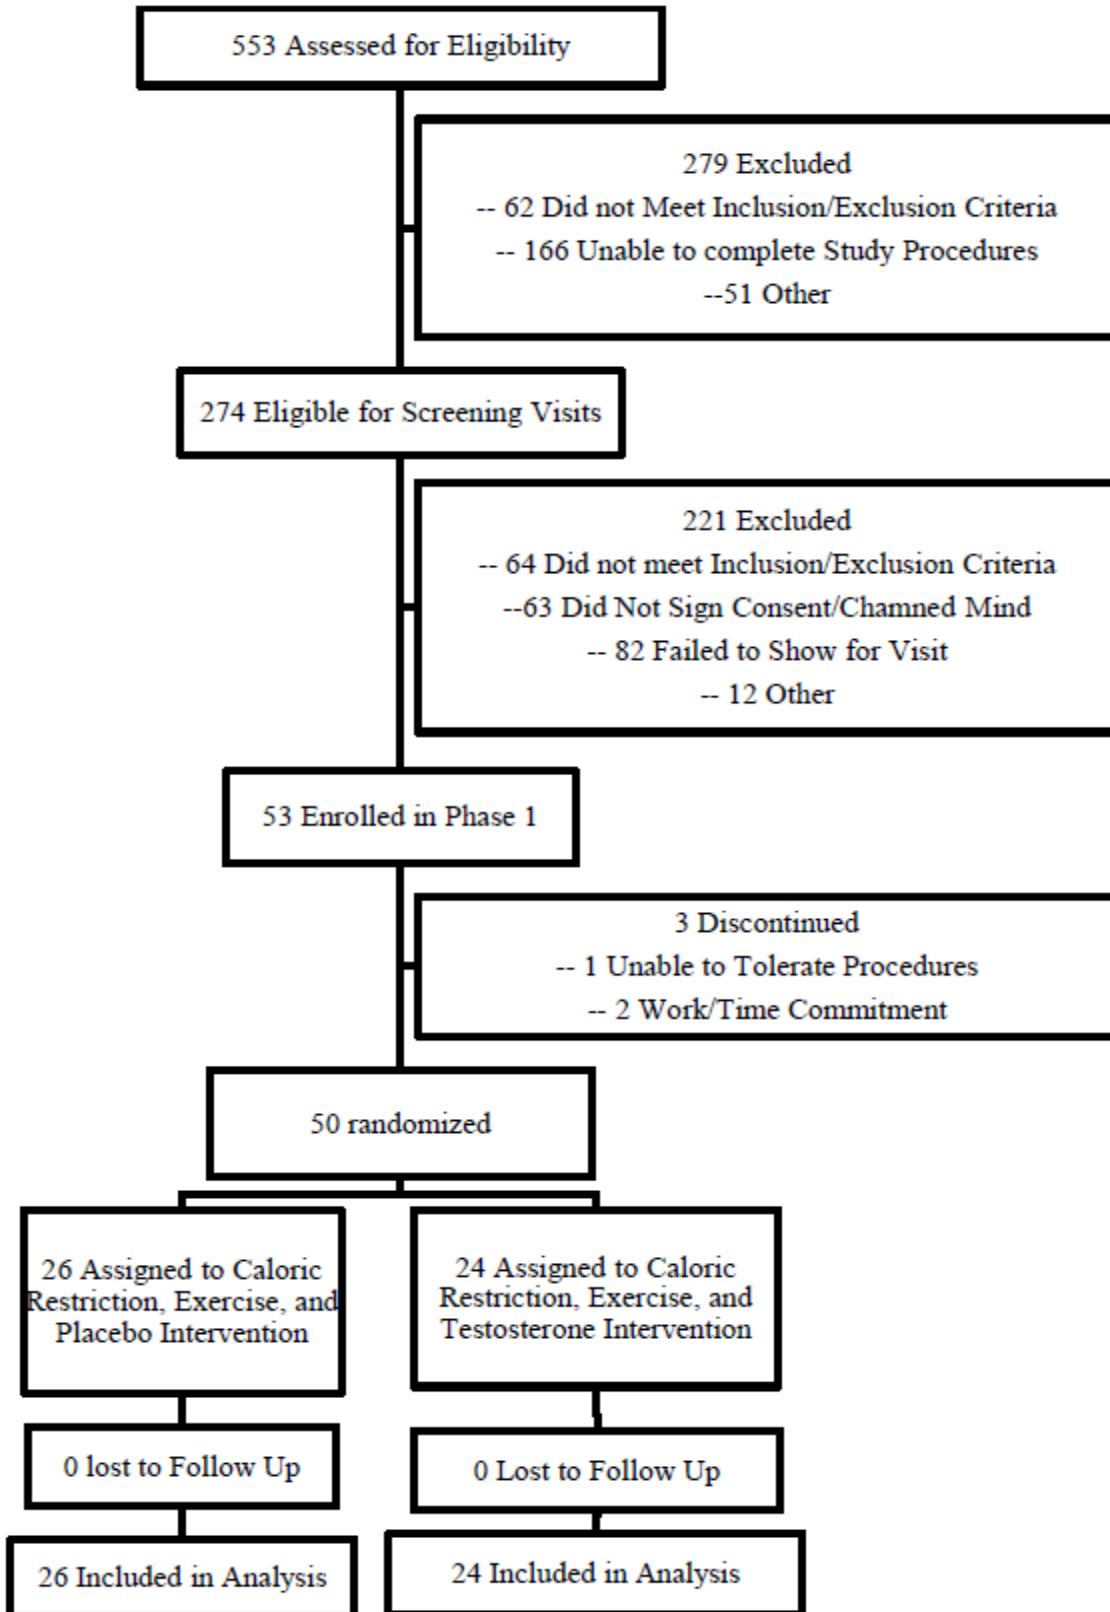 553 Assessed for Eligibility
279 Excluded
-- 62 Did not Meet Inclusion/Exclusion Criteria
-- 166 Unable to complete Study Procedures
--51 Other
274 Eligible for Screening Visits
221 Excluded
-- 64 Did not meet Inclusion/Exclusion Criteria
--63 Did Not Sign Consent/Chamned Mind
-- 82 Failed to Show for Visit
-- 12 Other
53 Enrolled in Phase 1
3 Discontinued
-- 1 Unable to Tolerate Procedures
-- 2 Work/Time Commitment
50 randomized
26 Assigned to Caloric
Restriction, Exercise, and
Placebo Intervention
24 Assigned to Caloric
Restriction, Exercise, and
Testosterone Intervention
0 lost to Follow Up
0 Lost to Follow Up
26 Included in Analysis
24 Included in Analysis